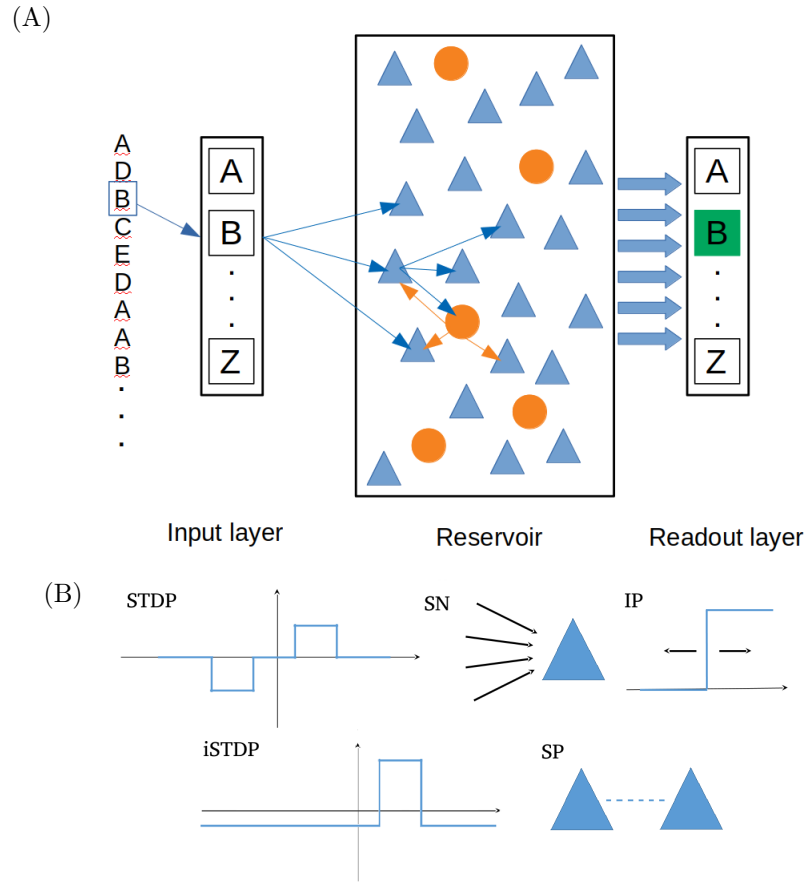 (A)
A
D
B
C
E
D
A
A
B
.
.
.
A
B
.
.
.
Z
A
B
.
.
.
Z
Input layer
Reservoir
Readout layer
(B)
STDP
SN
IP
iSTDP
SP